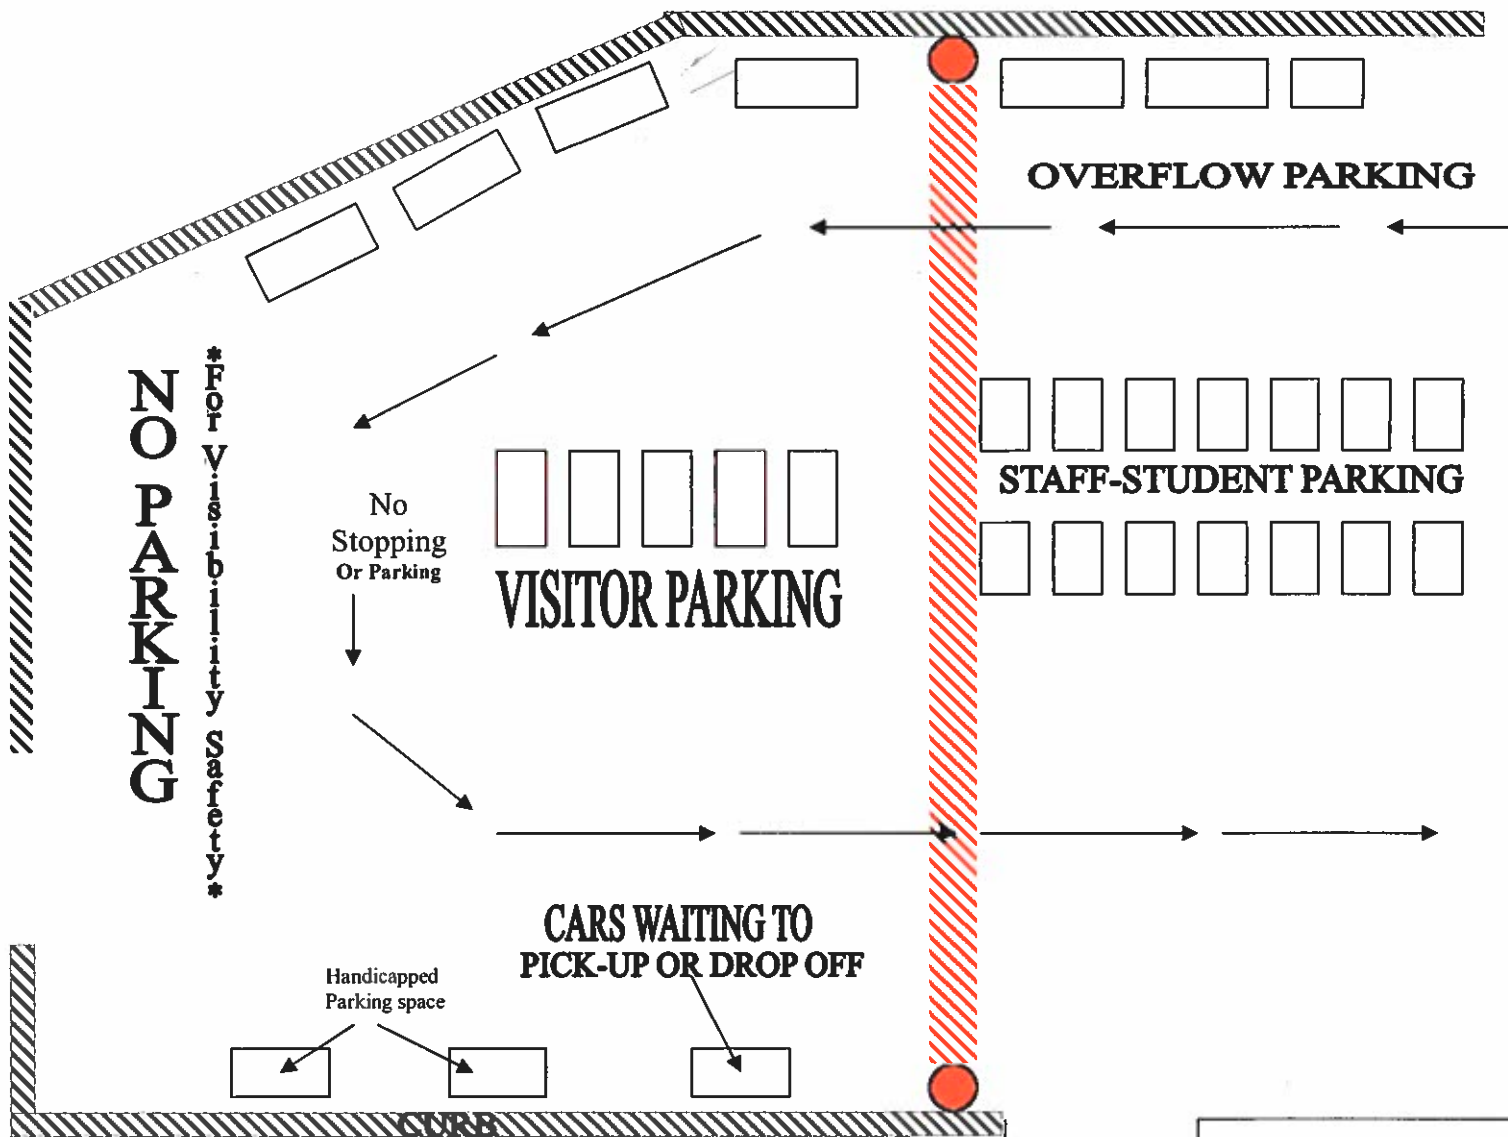 OVERFLOW PARKING
NO PARKING
*For Visibility Safety*
No
Stopping
Or Parking
VISITOR PARKING
STAFF-STUDENT PARKING
CARS WAITING TO
PICK-UP OR DROP OFF
Handicapped
Parking space
CURB